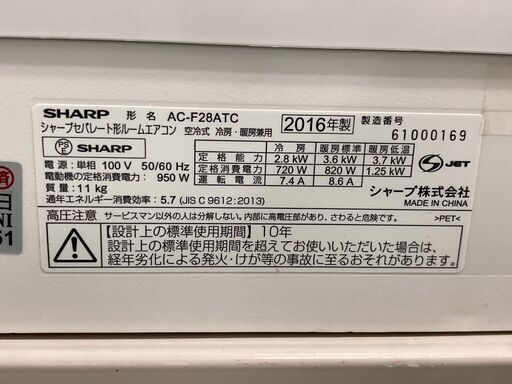 SHARP 形 名 AC-F28ATC 2016年製 製造番号
シャープセパレート形ルームエアコン 空冷式 冷房・暖房兼用 61000169
PS E SHARP
冷 房 暖房標準 暖房低温
定 格 能 力 2.8 kW 3.6 kW 3.7 kW
定格消費電力 720 W 820 W 1.25 kW
運 転 電 流 7.4 A 8.6 A
S JET
電 源 : 単相 100 V 50/60 Hz
電動機の定格消費電力 : 950 W
質 量 : 11 kg
通年エネルギー消費効率 : 5.7 (JIS C 9612:2013)
シャープ株式会社
MADE IN CHINA
高圧注意 サービスマン以外の人は分解しない。内部に高電圧があり、さわると危険です。 >PET<
【設計上の標準使用期間】10年
設計上の標準使用期間を超えてお使いいただいた場合は、
経年劣化による発火・けが等の事故に至るおそれがあります。
済
日
NI
51